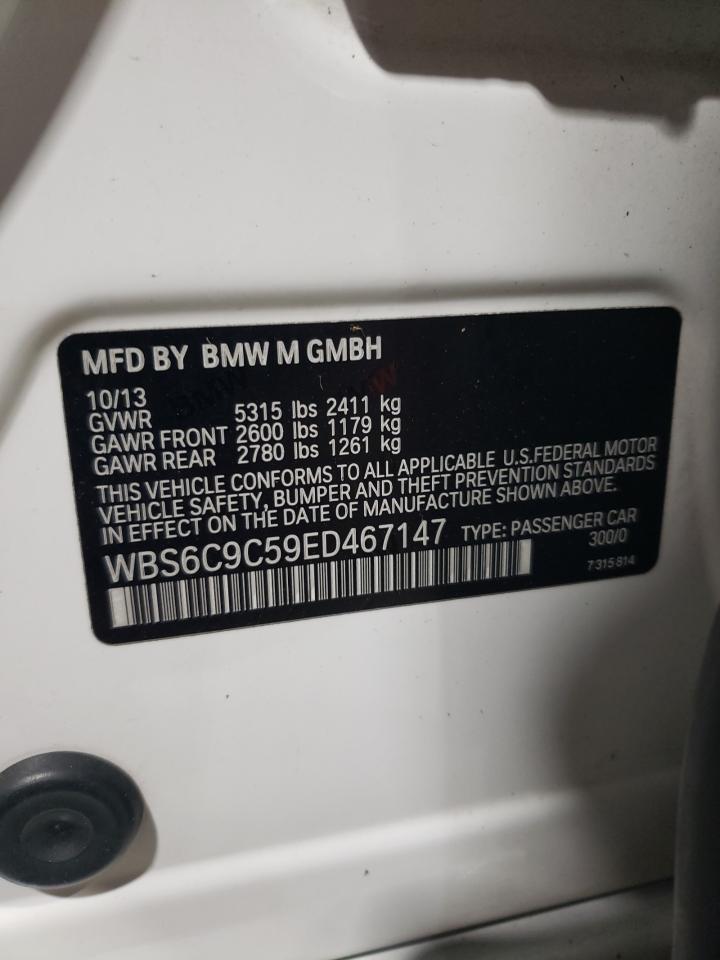 MFD BY BMW M GMBH
10/13
GVWR 5315 lbs 2411 kg
GAWR FRONT 2600 lbs 1179 kg
GAWR REAR 2780 lbs 1261 kg
THIS VEHICLE CONFORMS TO ALL APPLICABLE U.S.FEDERAL MOTOR
VEHICLE SAFETY, BUMPER AND THEFT PREVENTION STANDARDS
IN EFFECT ON THE DATE OF MANUFACTURE SHOWN ABOVE.
WBS6C9C59ED467147 TYPE: PASSENGER CAR
300/0
7315814